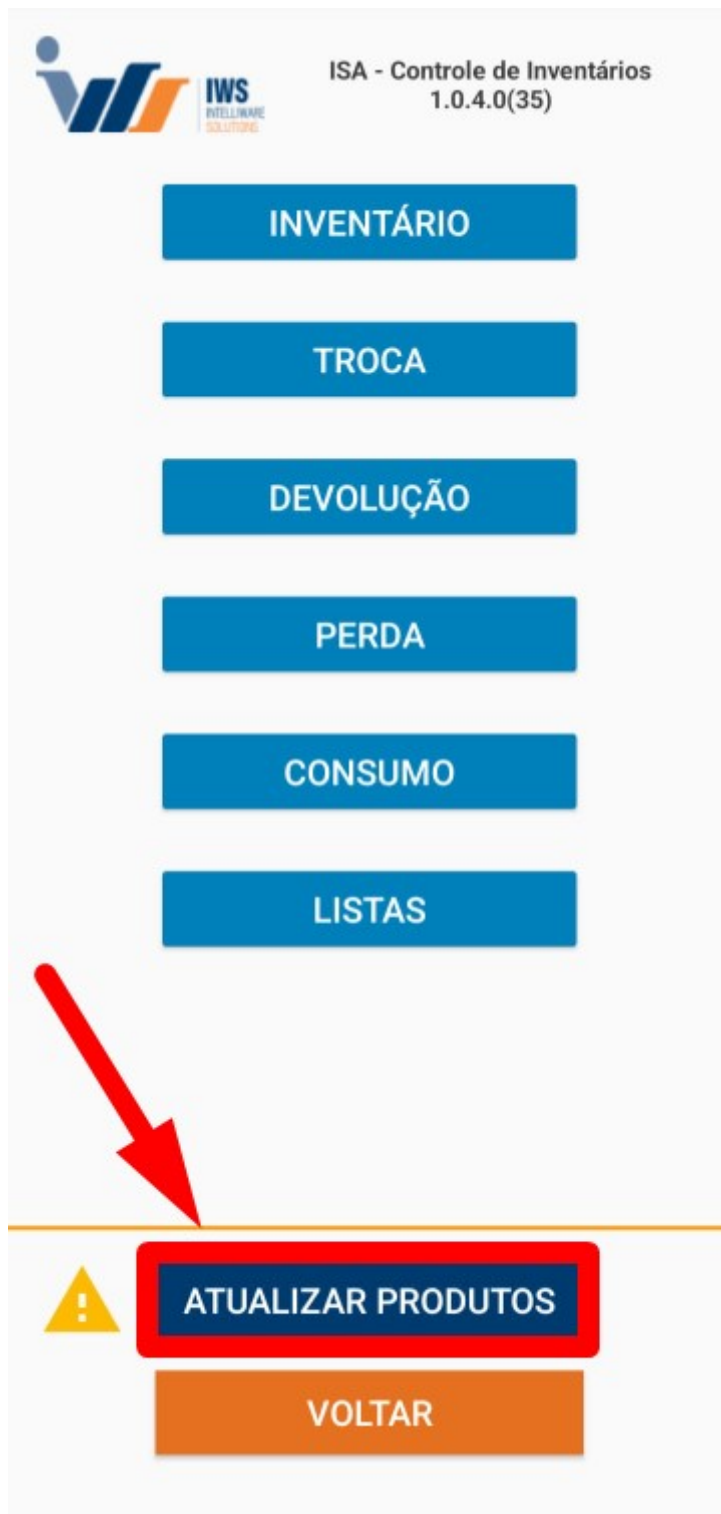 IWS
INTELLIWARE
SOLUTIONS
ISA - Controle de Inventários
1.0.4.0(35)
INVENTÁRIO
TROCA
DEVOLUÇÃO
PERDA
CONSUMO
LISTAS
ATUALIZAR PRODUTOS
VOLTAR